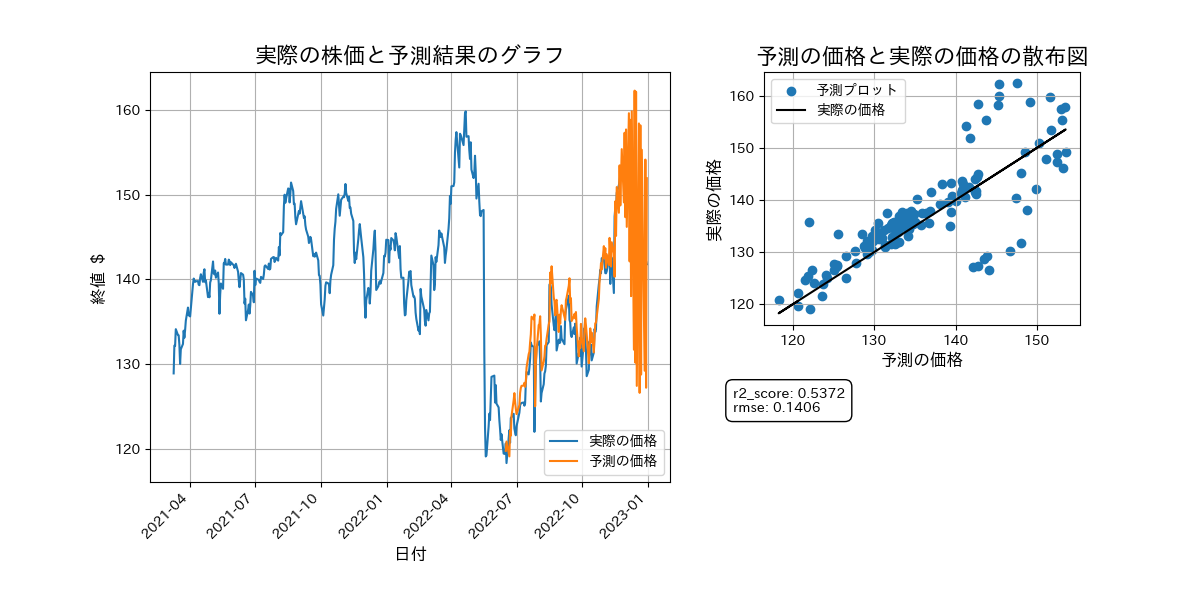 実際の株価と予測結果のグラフ
終値 $
160
150
140
130
120
2021-04
2021-07
2021-10
2022-01
2022-04
2022-07
2022-10
2023-01
日付
実際の価格
予測の価格
予測の価格と実際の価格の散布図
実際の価格
160
150
140
130
120
120
130
140
150
予測の価格
予測プロット
実際の価格
r2_score: 0.5372
rmse: 0.1406